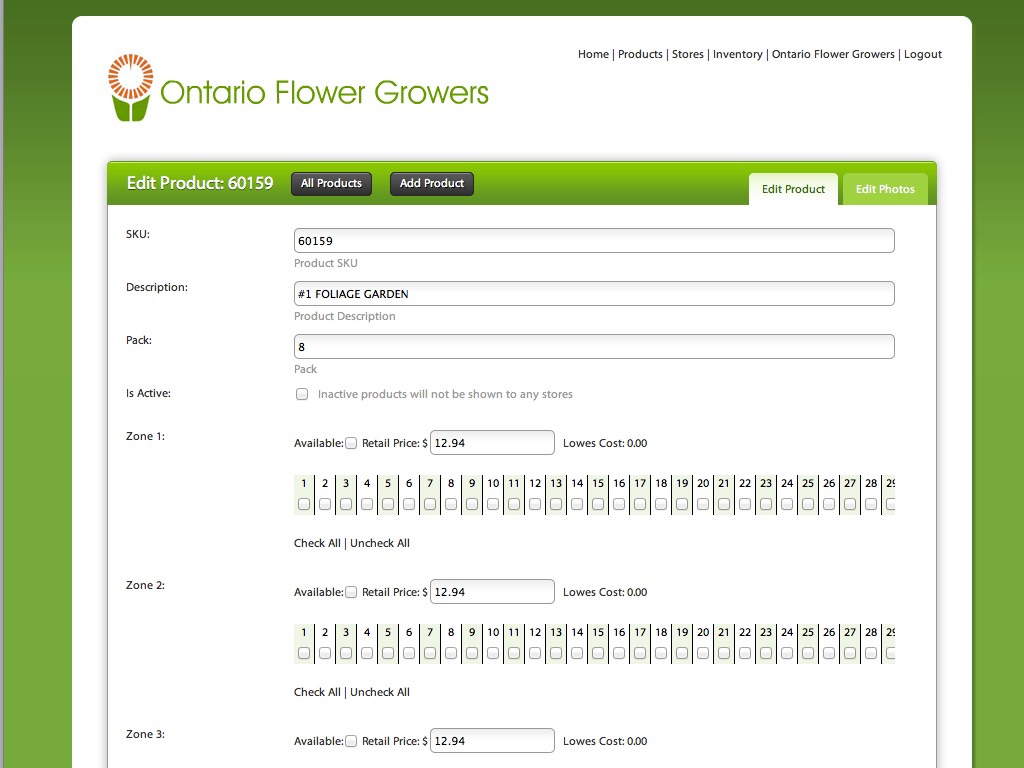 Home | Products | Stores | Inventory | Ontario Flower Growers | Logout
Ontario Flower Growers
Edit Product: 60159 All Products Add Product Edit Product Edit Photos
SKU: 60159
Product SKU
Description: #1 FOLIAGE GARDEN
Product Description
Pack: 8
Pack
Is Active: Inactive products will not be shown to any stores
Zone 1: Available: Retail Price: $ 12.94 Lowes Cost: 0.00
1 2 3 4 5 6 7 8 9 10 11 12 13 14 15 16 17 18 19 20 21 22 23 24 25 26 27 28 29
Check All | Uncheck All
Zone 2: Available: Retail Price: $ 12.94 Lowes Cost: 0.00
1 2 3 4 5 6 7 8 9 10 11 12 13 14 15 16 17 18 19 20 21 22 23 24 25 26 27 28 29
Check All | Uncheck All
Zone 3: Available: Retail Price: $ 12.94 Lowes Cost: 0.00